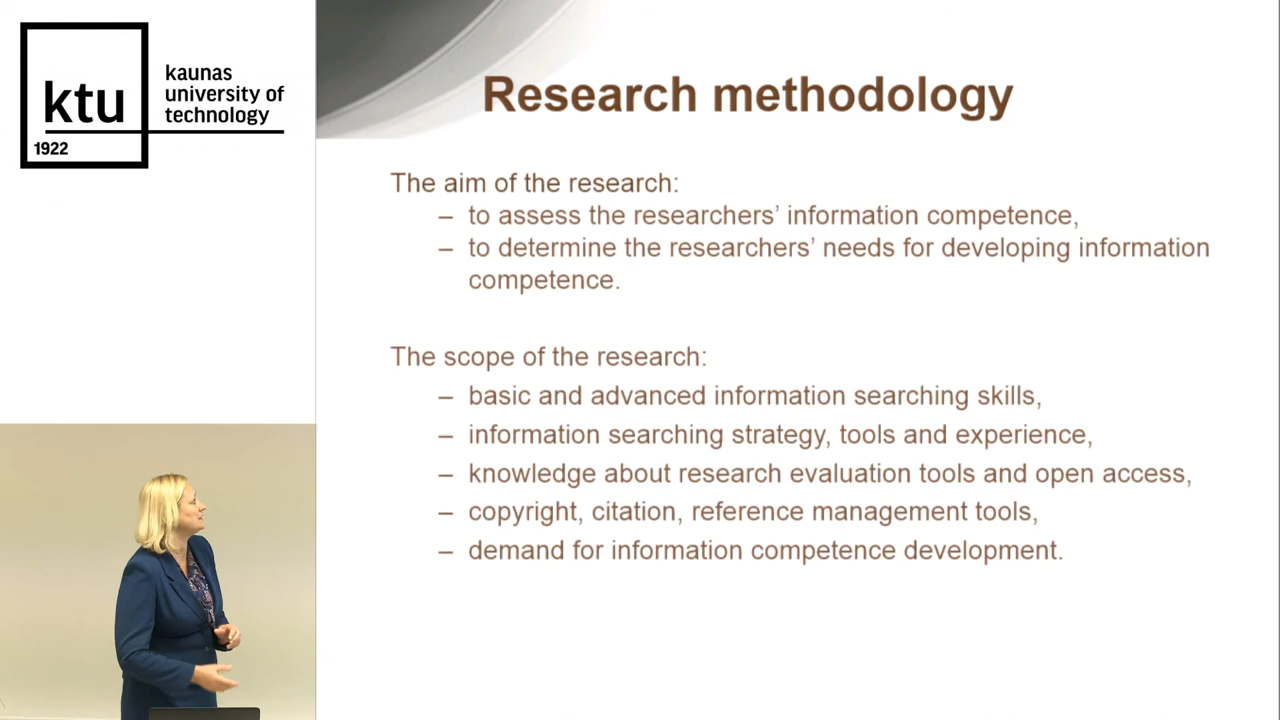 ktu
1922
kaunas
university of
technology
Research methodology
The aim of the research:
– to assess the researchers’ information competence,
– to determine the researchers’ needs for developing information
competence.
The scope of the research:
– basic and advanced information searching skills,
– information searching strategy, tools and experience,
– knowledge about research evaluation tools and open access,
– copyright, citation, reference management tools,
– demand for information competence development.